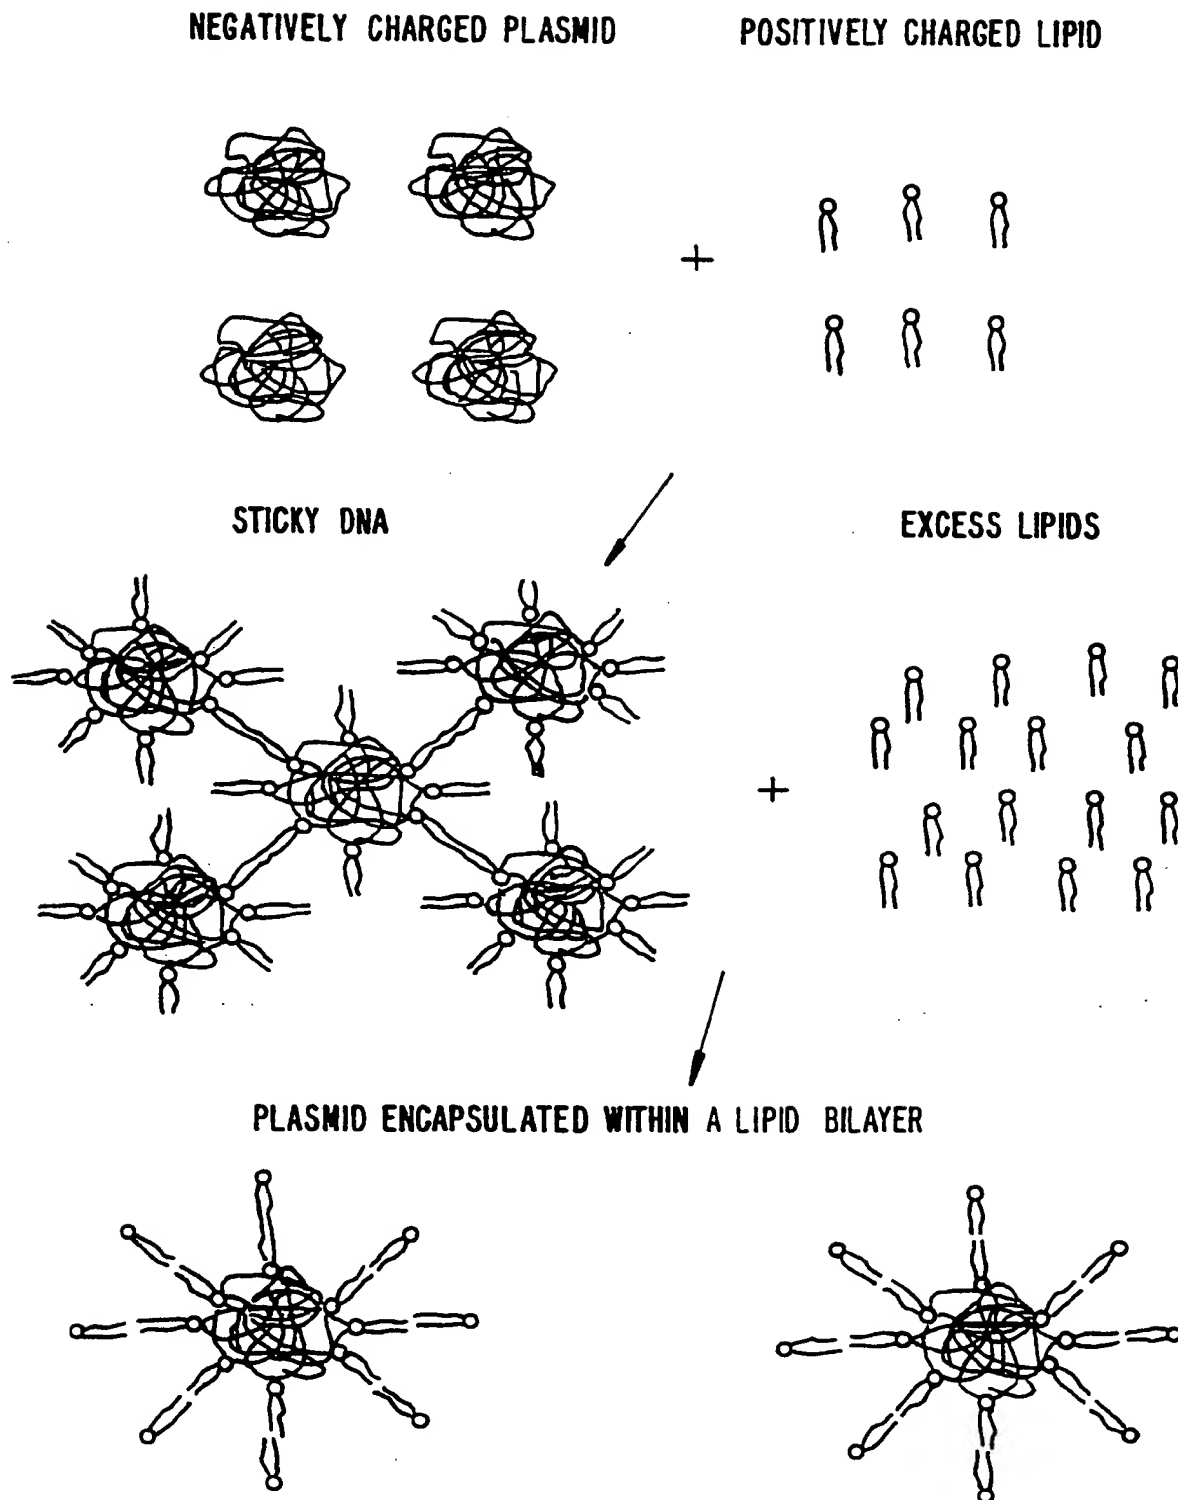 NEGATIVELY CHARGED PLASMID
POSITIVELY CHARGED LIPID
+
STICKY DNA
EXCESS LIPIDS
+
PLASMID ENCAPSULATED WITHIN A LIPID BILAYER